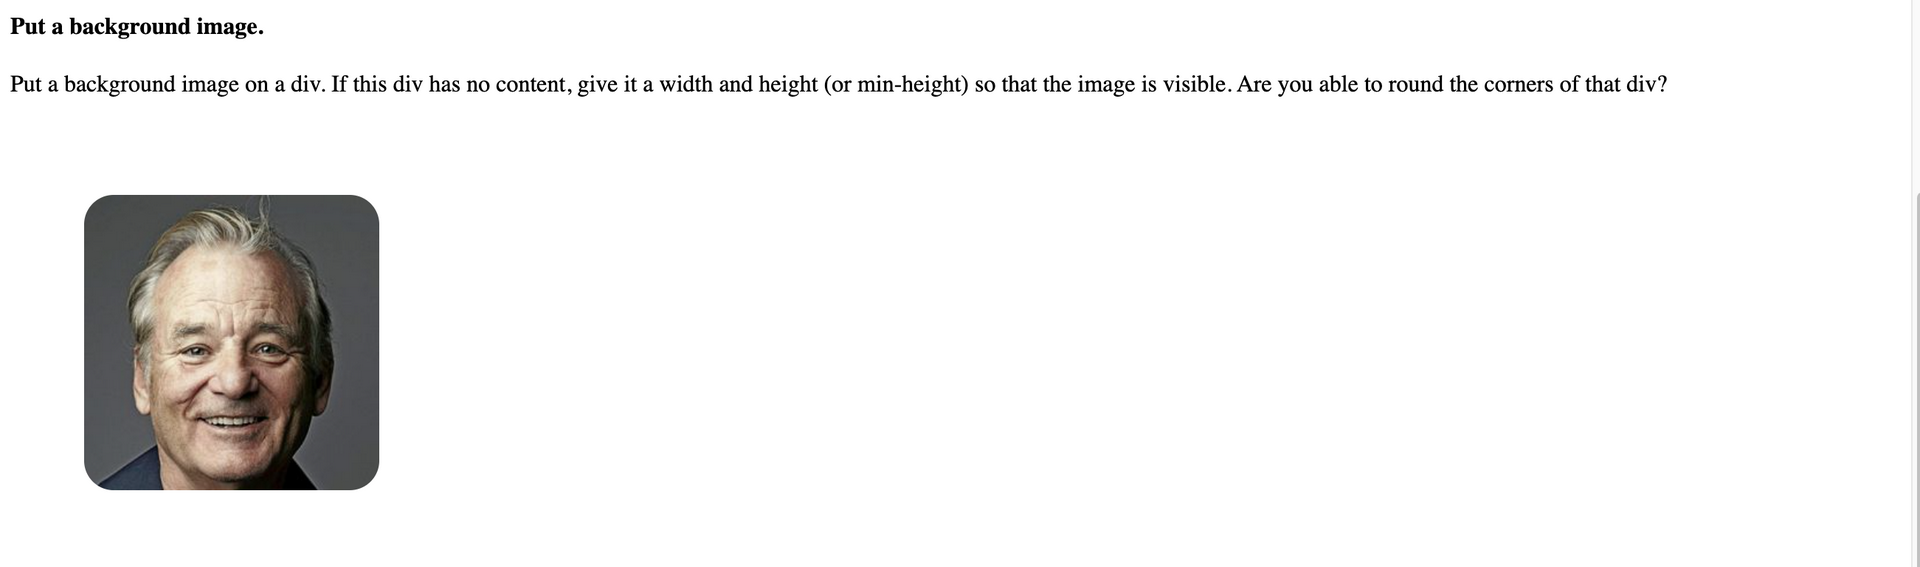 Put a background image.
Put a background image on a div. If this div has no content, give it a width and height (or min-height) so that the image is visible. Are you able to round the corners of that div?